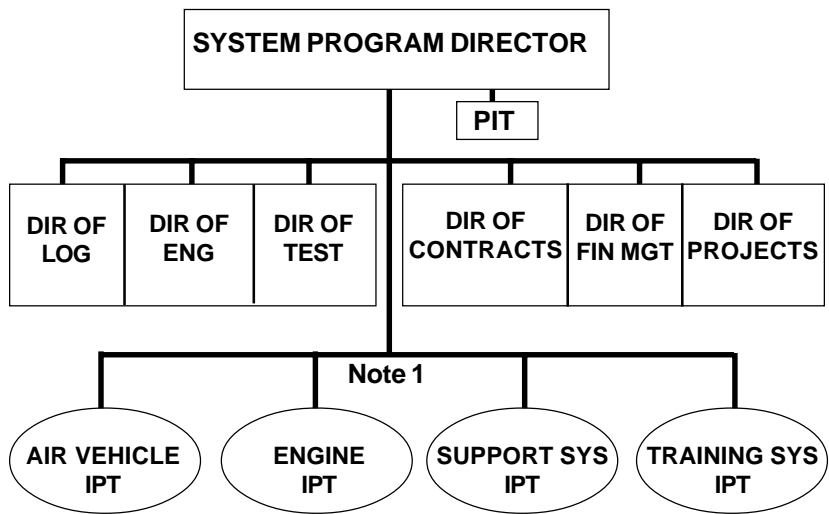 SYSTEM PROGRAM DIRECTOR
PIT
DIR OF
LOG
DIR OF
ENG
DIR OF
TEST
DIR OF
CONTRACTS
DIR OF
FIN MGT
DIR OF
PROJECTS
Note 1
AIR VEHICLE
IPT
ENGINE
IPT
SUPPORT SYS
IPT
TRAINING SYS
IPT